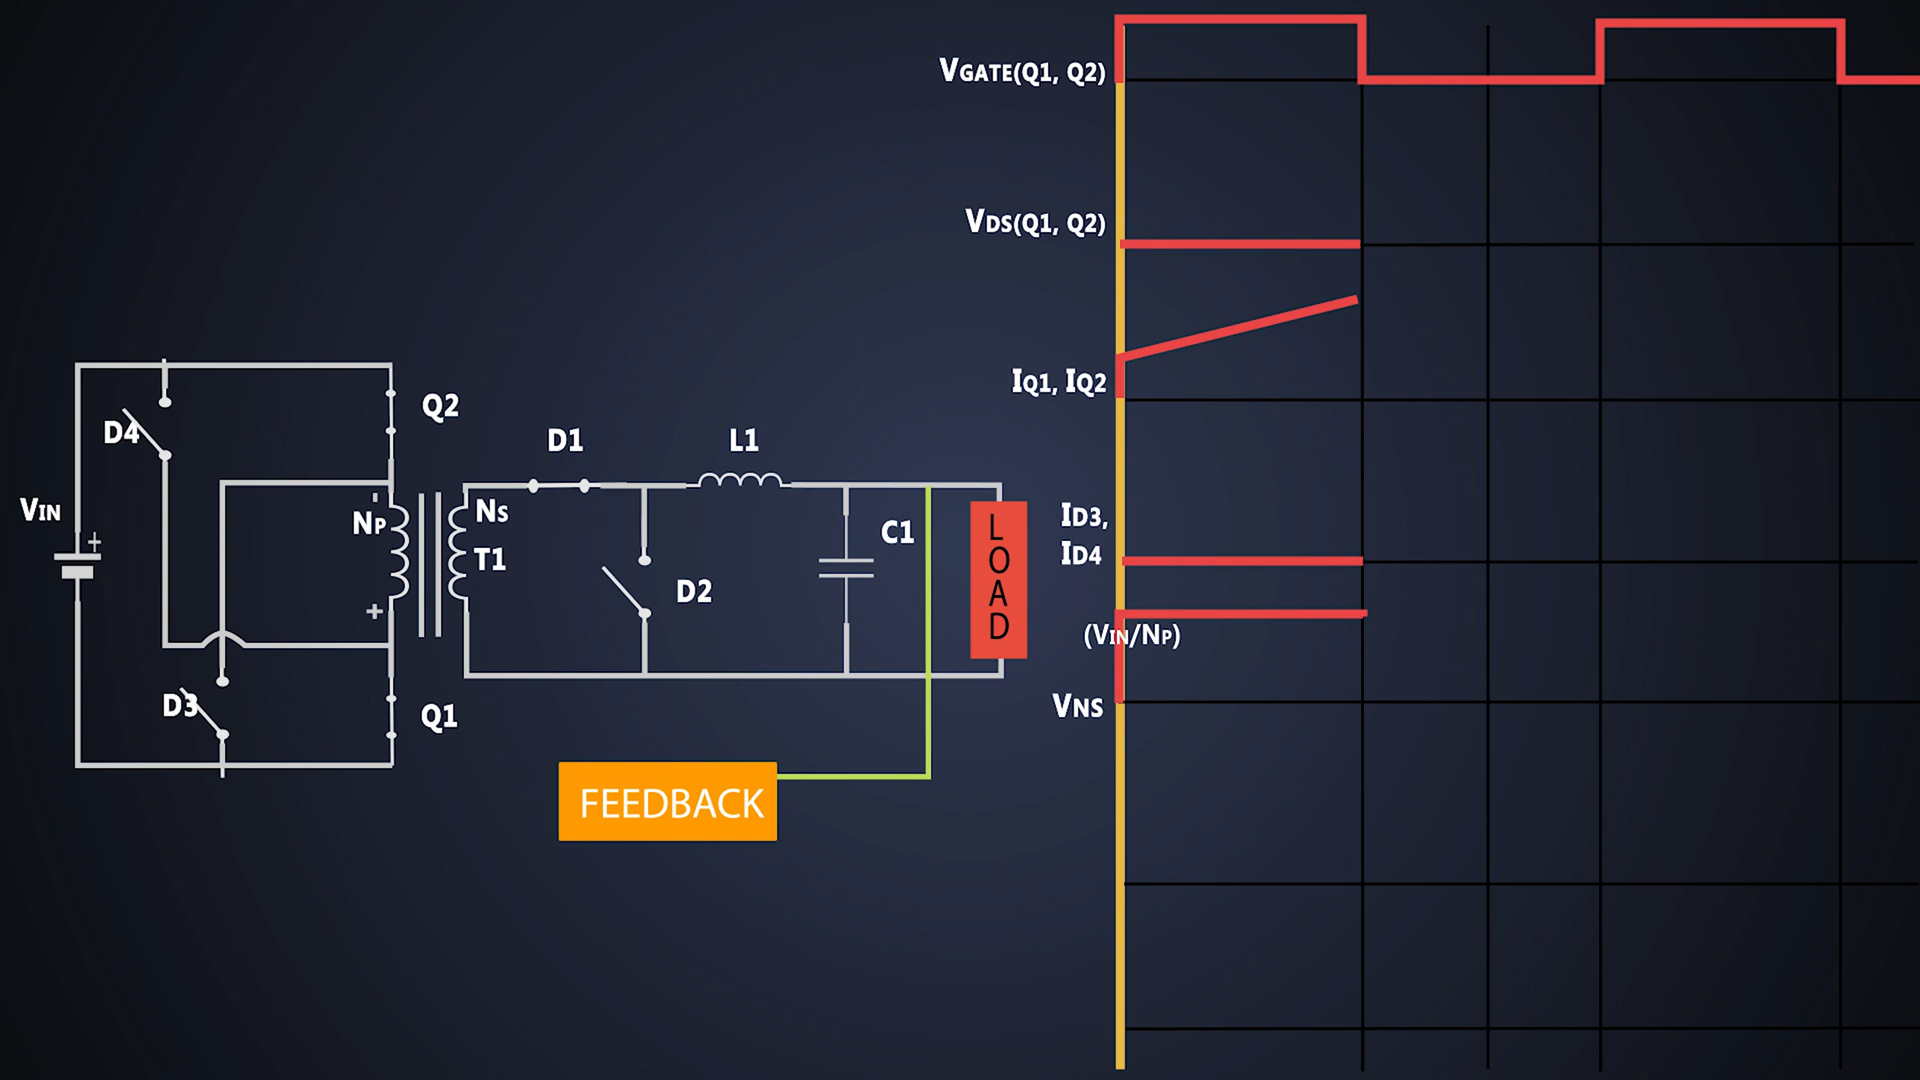 VGATE(Q1, Q2)
VDS(Q1, Q2)
IQ1, IQ2
ID3,
ID4
(VIN/NP)
VNS
Q2
D4
D1
L1
VIN
+
-
NP
NS
T1
C1
L
O
A
D
D2
+
D3
Q1
FEEDBACK